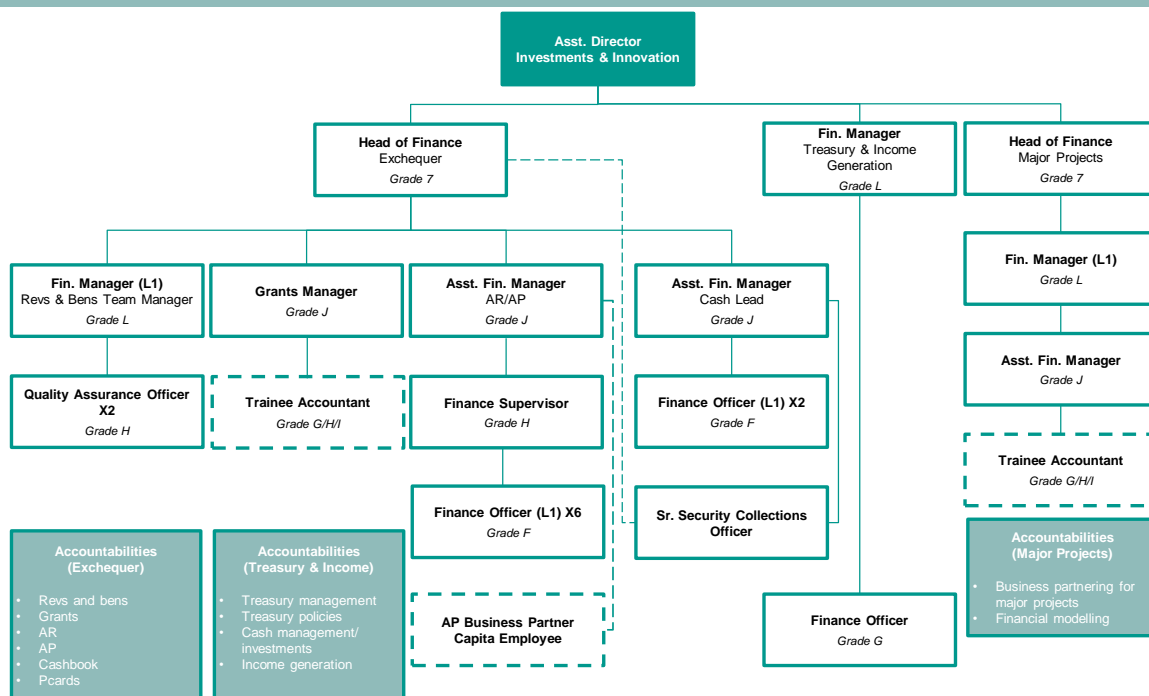 Asst. Director
Investments & Innovation
Head of Finance
Exchequer
Grade 7
Fin. Manager
Treasury & Income
Generation
Grade L
Head of Finance
Major Projects
Grade 7
Fin. Manager (L1)
Revs & Bens Team Manager
Grade L
Grants Manager
Grade J
Asst. Fin. Manager
AR/AP
Grade J
Asst. Fin. Manager
Cash Lead
Grade J
Fin. Manager (L1)
Grade L
Quality Assurance Officer
X2
Grade H
Trainee Accountant
Grade G/H/I
Finance Supervisor
Grade H
Finance Officer (L1) X2
Grade F
Asst. Fin. Manager
Grade J
Finance Officer (L1) X6
Grade F
Sr. Security Collections
Officer
Trainee Accountant
Grade G/H/I
Accountabilities
(Exchequer)
• Revs and bens
• Grants
• AR
• AP
• Cashbook
• Pcards
Accountabilities
(Treasury & Income)
• Treasury management
• Treasury policies
• Cash management/
investments
• Income generation
AP Business Partner
Capita Employee
Finance Officer
Grade G
Accountabilities
(Major Projects)
• Business partnering for
major projects
• Financial modelling